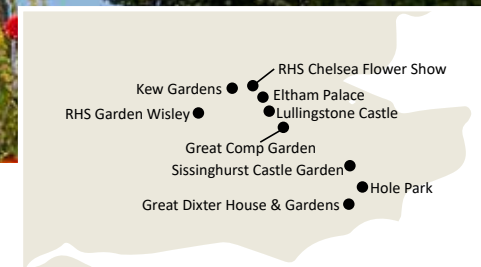 RHS Chelsea Flower Show
Kew Gardens
Eltham Palace
RHS Garden Wisley
Lullingstone Castle
Great Comp Garden
Sissinghurst Castle Garden
Hole Park
Great Dixter House & Gardens